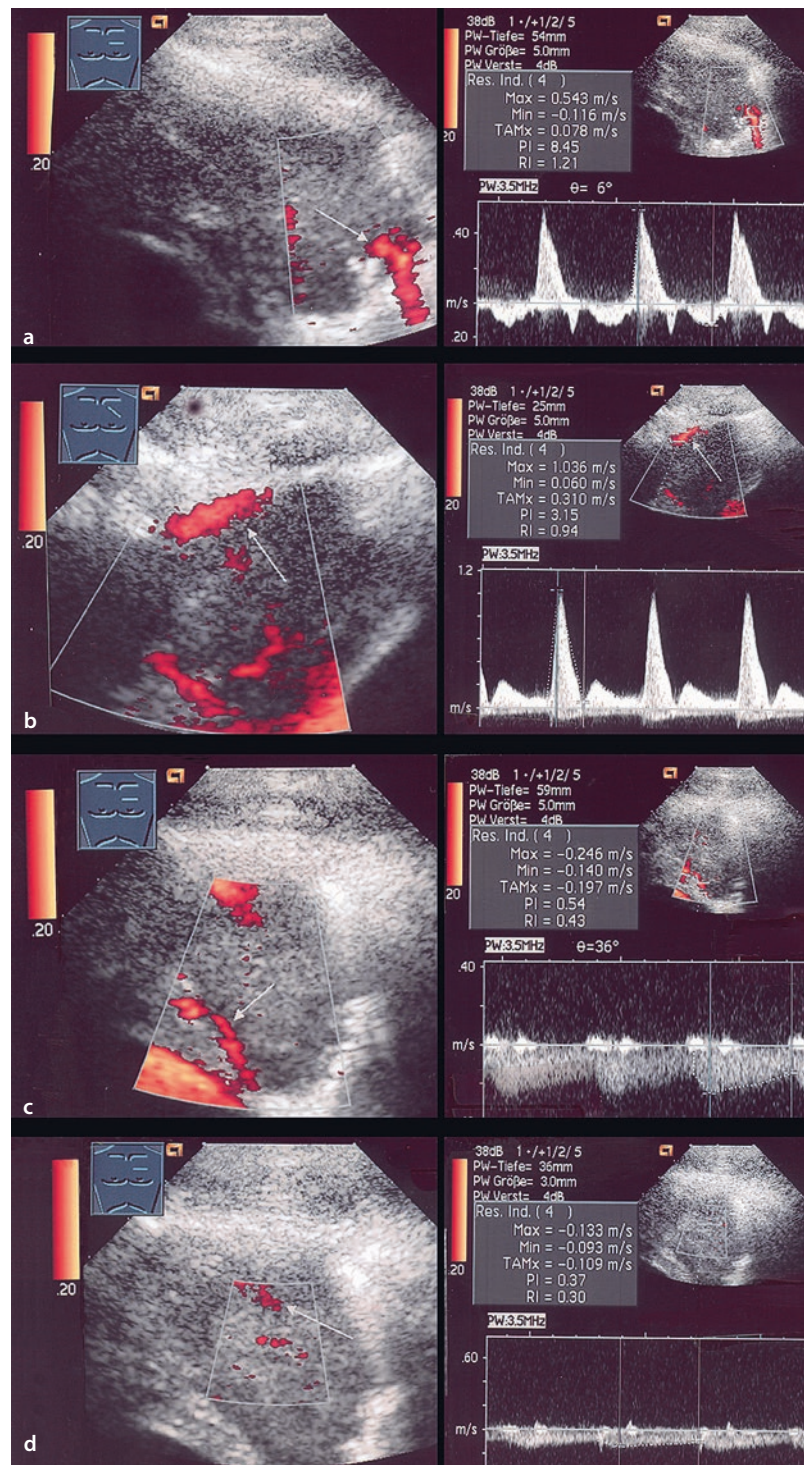 .20
a
38dB 1 •/+1/2/ 5
PW-Tiefe= 54mm
PW Größe= 5.0mm
PW Verst= 4dB
Res. Ind. ( 4 )
Max = 0.543 m/s
Min = -0.116 m/s
TAMx = 0.078 m/s
PI = 8.45
RI = 1.21
.20
PW:3.5MHz θ= 6°
.40
m/s
.20
.20
b
38dB 1 •/+1/2/ 5
PW-Tiefe= 25mm
PW Größe= 5.0mm
PW Verst= 4dB
Res. Ind. ( 4 )
Max = 1.036 m/s
Min = 0.060 m/s
TAMx = 0.310 m/s
PI = 3.15
RI = 0.94
.20
PW:3.5MHz
1.2
m/s
.20
c
38dB 1 •/+1/2/ 5
PW-Tiefe= 59mm
PW Größe= 5.0mm
PW Verst= 4dB
Res. Ind. ( 4 )
Max = -0.246 m/s
Min = -0.140 m/s
TAMx = -0.197 m/s
PI = 0.54
RI = 0.43
20
PW:3.5MHz θ=36°
.40
m/s
.20
d
38dB 1 •/+1/2/ 5
PW-Tiefe= 36mm
PW Größe= 3.0mm
PW Verst= 4dB
Res. Ind. ( 4 )
Max = -0.133 m/s
Min = -0.093 m/s
TAMx = -0.109 m/s
PI = 0.37
RI = 0.30
.20
PW:3.5MHz
.60
m/s